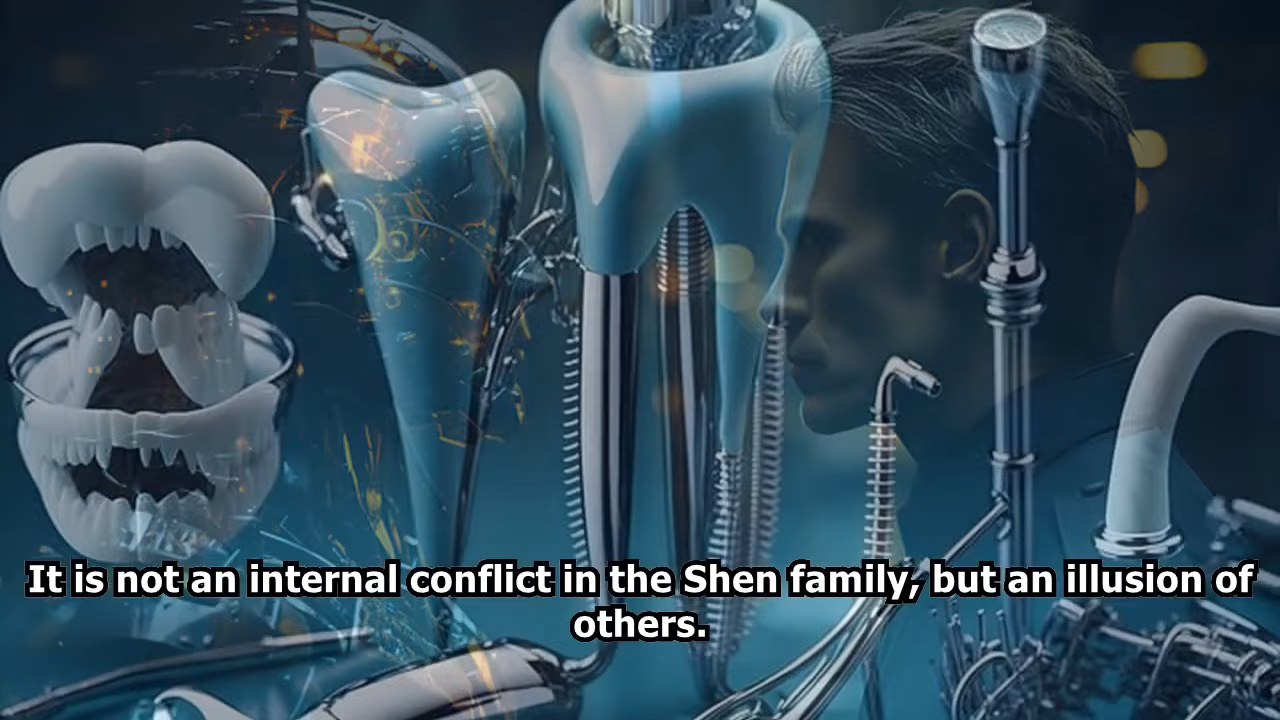 It is not an internal conflict in the Shen family, but an illusion of
others.